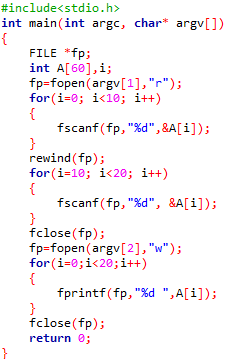 #include<stdio.h>
int main(int argc, char* argv[])
{
    FILE *fp;
    int A[60],i;
    fp=fopen(argv[1],"r");
    for(i=0; i<10; i++)
    {
        fscanf(fp,"%d",&A[i]);
    }
    rewind(fp);
    for(i=10; i<20; i++)
    {
        fscanf(fp,"%d", &A[i]);
    }
    fclose(fp);
    fp=fopen(argv[2],"w");
    for(i=0;i<20;i++)
    {
        fprintf(fp,"%d ",A[i]);
    }
    fclose(fp);
    return 0;
}